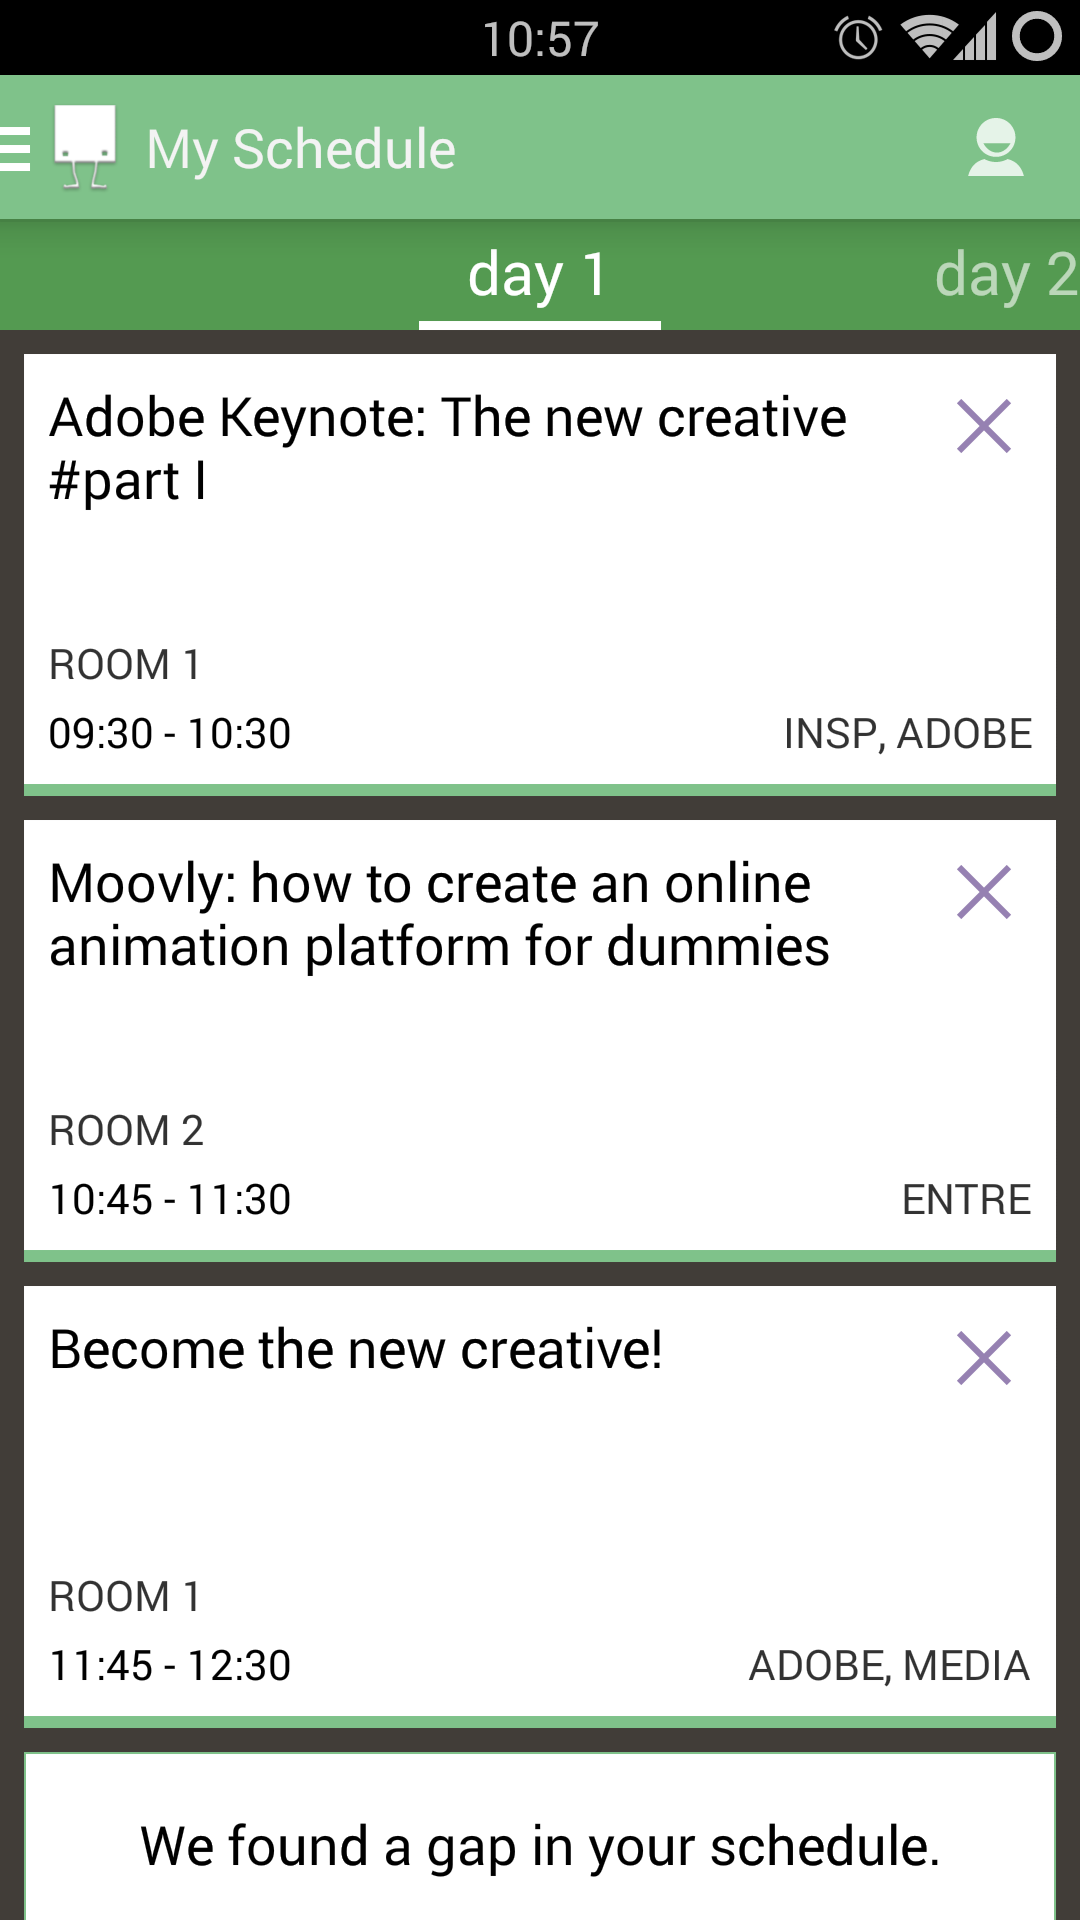 10:57
My Schedule
day 1
day 2
Adobe Keynote: The new creative
#part I
ROOM 1
09:30 - 10:30
INSP, ADOBE
Moovly: how to create an online
animation platform for dummies
ROOM 2
10:45 - 11:30
ENTRE
Become the new creative!
ROOM 1
11:45 - 12:30
ADOBE, MEDIA
We found a gap in your schedule.